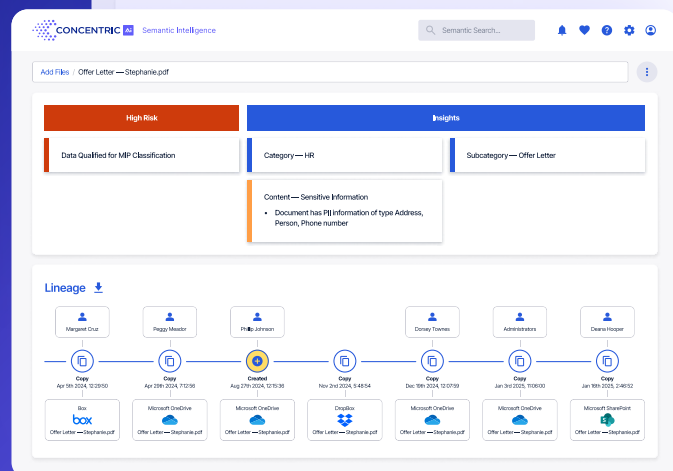 CONCENTRIC AI Semantic Intelligence
Semantic Search...
Add Files / Offer Letter — Stephanie.pdf
High Risk
Insights
Data Qualified for MIP Classification
Category — HR
Subcategory — Offer Letter
Content — Sensitive Information
• Document has PII information of type Address,
Person, Phone number
Lineage
Margaret Cruz
Peggy Meador
Philip Johnson
Dorsey Townes
Administrators
Deana Hooper
Copy
Apr 5th 2024, 12:29:50
Copy
Apr 29th 2024, 7:12:56
Created
Aug 27th 2024, 12:15:36
Copy
Nov 2nd 2024, 5:48:54
Copy
Dec 19th 2024, 12:07:59
Copy
Jan 3rd 2025, 11:06:00
Copy
Jan 16th 2025, 2:46:52
Box
box
Offer Letter — Stephanie.pdf
Microsoft OneDrive
Offer Letter — Stephanie.pdf
Microsoft OneDrive
Offer Letter — Stephanie.pdf
DropBox
Offer Letter — Stephanie.pdf
Microsoft OneDrive
Offer Letter — Stephanie.pdf
Microsoft OneDrive
Offer Letter — Stephanie.pdf
Microsoft SharePoint
Offer Letter — Stephanie.pdf